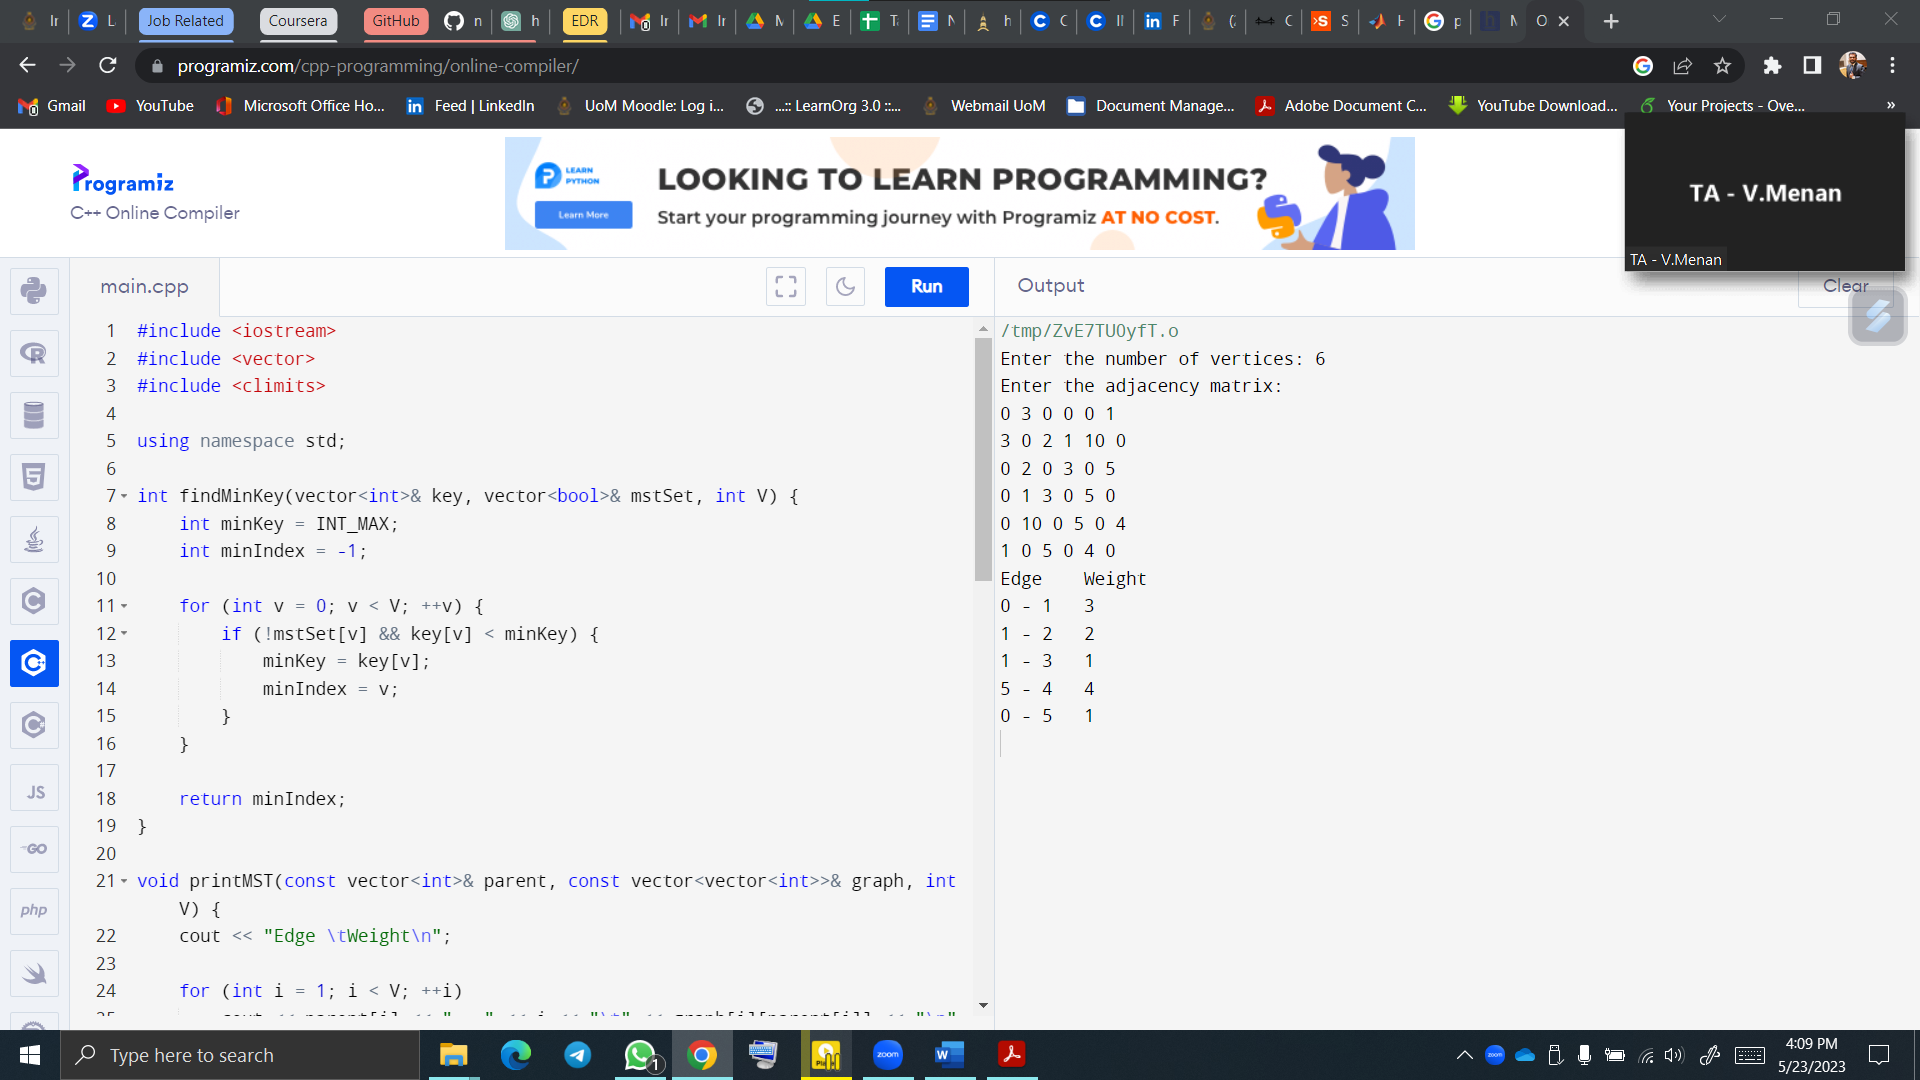 Job Related
Coursera
GitHub
EDR
programiz.com/cpp-programming/online-compiler/
Gmail
YouTube
Microsoft Office Ho...
Feed | LinkedIn
UoM Moodle: Log i...
...:: LearnOrg 3.0 ::...
Webmail UoM
Document Manage...
Adobe Document C...
YouTube Download...
Your Projects - Ove...
»
Programiz
C++ Online Compiler
LEARN PYTHON
Learn More
LOOKING TO LEARN PROGRAMMING?
Start your programming journey with Programiz AT NO COST.
TA - V.Menan
TA - V.Menan
main.cpp
Run
Output
Clear
1 #include <iostream>
2 #include <vector>
3 #include <climits>
4
5 using namespace std;
6
7 int findMinKey(vector<int>& key, vector<bool>& mstSet, int V) {
8     int minKey = INT_MAX;
9     int minIndex = -1;
10
11     for (int v = 0; v < V; ++v) {
12         if (!mstSet[v] && key[v] < minKey) {
13             minKey = key[v];
14             minIndex = v;
15         }
16     }
17
18     return minIndex;
19 }
20
21 void printMST(const vector<int>& parent, const vector<vector<int>>& graph, int
V) {
22     cout << "Edge \tWeight\n";
23
24     for (int i = 1; i < V; ++i)
/tmp/ZvE7TUOyfT.o
Enter the number of vertices: 6
Enter the adjacency matrix:
0 3 0 0 0 1
3 0 2 1 10 0
0 2 0 3 0 5
0 1 3 0 5 0
0 10 0 5 0 4
1 0 5 0 4 0
Edge    Weight
0 - 1   3
1 - 2   2
1 - 3   1
5 - 4   4
0 - 5   1
JS
GO
php
Type here to search
1
zoom
zoom
4:09 PM
5/23/2023